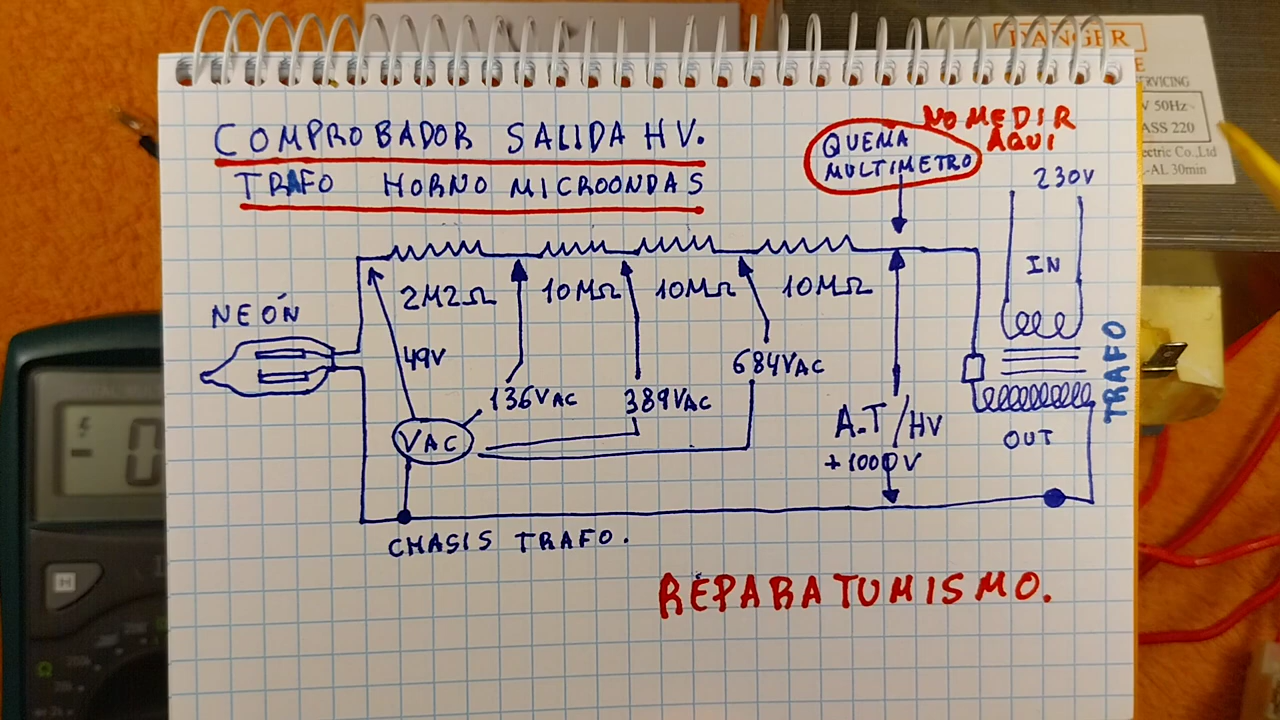 COMPROBADOR SALIDA HV.
TRAFO HORNO MICROONDAS
QUEMA
MULTIMETRO
NO MEDIR
AQUI
230V
IN
TRAFO
OUT
2M2Ω
10MΩ
10MΩ
10MΩ
NEÓN
49V
136VAC
389VAC
684VAC
VAC
A.T/HV
+1000V
CHASIS TRAFO.
REPARATUMISMO.
DANGER
E
RVICING
V 50Hz~
ASS 220
ectric Co.,Ltd
-AL 30min
H
Ω